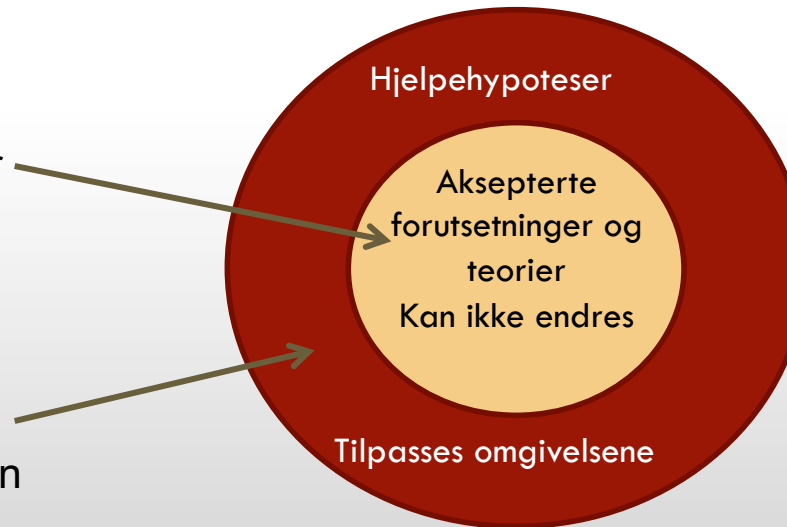 Hjelpehypoteser
Aksepterte
forutsetninger og
teorier
Kan ikke endres
Tilpasses omgivelsene